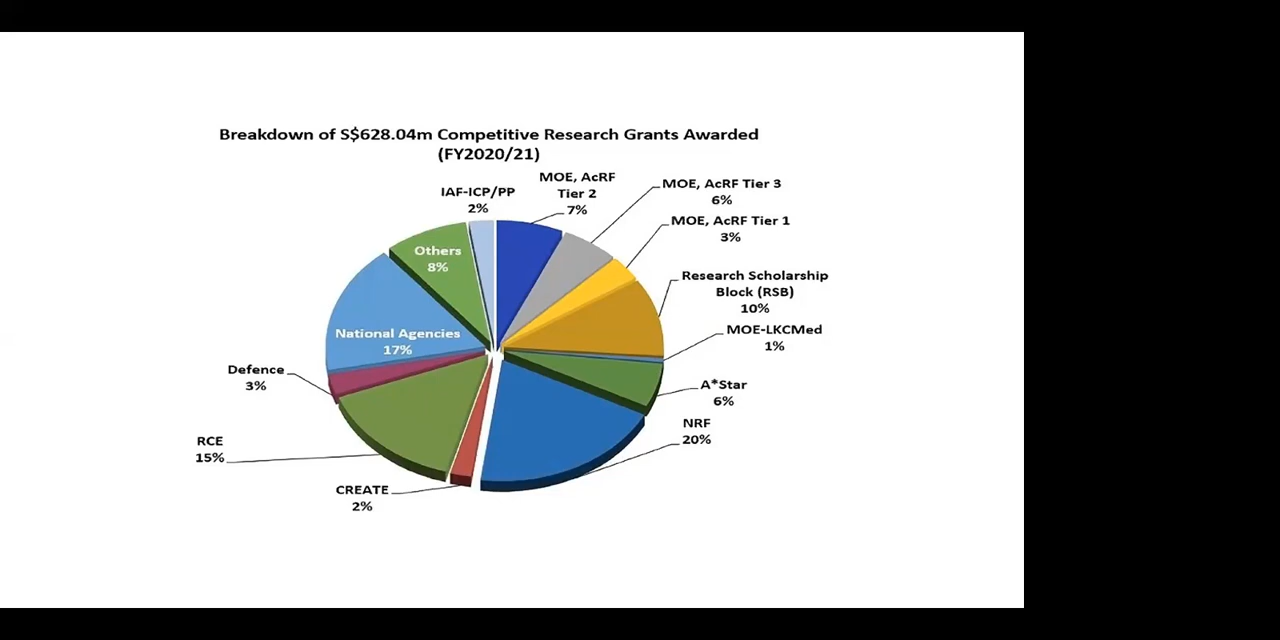 Breakdown of S$628.04m Competitive Research Grants Awarded
(FY2020/21)
IAF-ICP/PP
2%
MOE, AcRF
Tier 2
7%
MOE, AcRF Tier 3
6%
MOE, AcRF Tier 1
3%
Research Scholarship
Block (RSB)
10%
MOE-LKCMed
1%
A*Star
6%
NRF
20%
CREATE
2%
RCE
15%
Defence
3%
National Agencies
17%
Others
8%